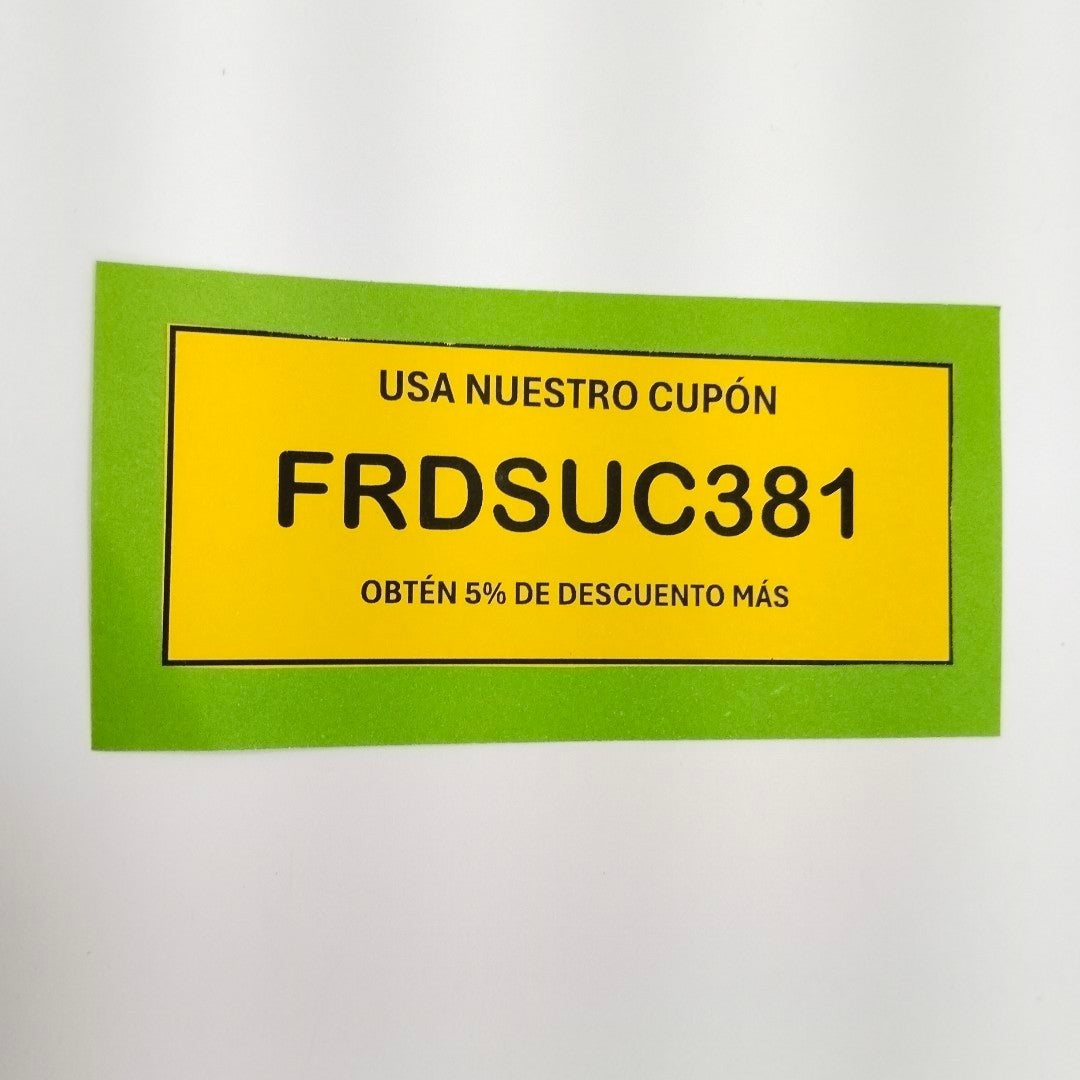 USA NUESTRO CUPÓN
FRDSUC381
OBTÉN 5% DE DESCUENTO MÁS